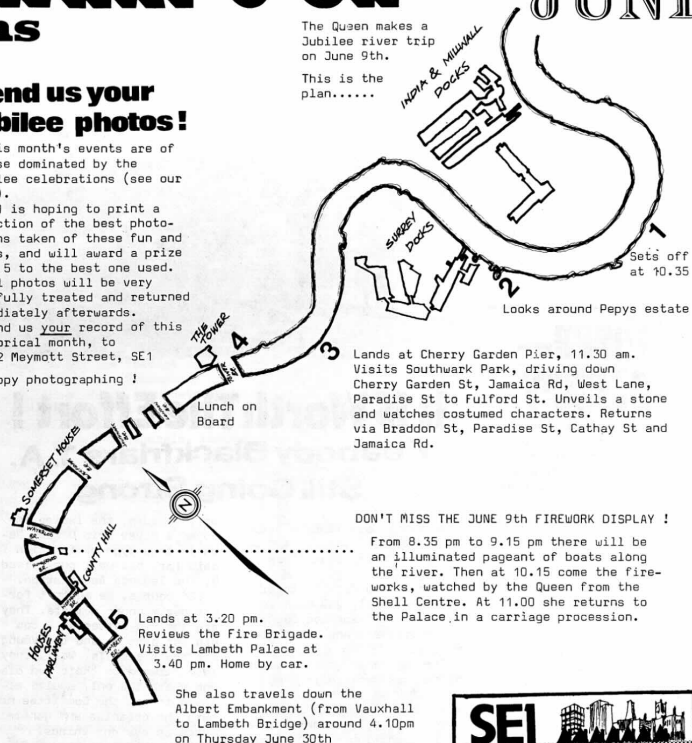 JUN
as
The Queen makes a
Jubilee river trip
on June 9th.
This is the
plan......
end us your
bilee photos!
is month's events are of
se dominated by the
lee celebrations (see our
).
is hoping to print a
ction of the best photo-
ns taken of these fun and
s, and will award a prize
5 to the best one used.
l photos will be very
fully treated and returned
diately afterwards.
nd us your record of this
orical month, to
2 Meymott Street, SE1
ppy photographing !
INDIA & MILLWALL
DOCKS
SURREY
DOCKS
1
Sets off
at 10.35
2
Looks around Pepys estate
3
Lands at Cherry Garden Pier, 11.30 am.
Visits Southwark Park, driving down
Cherry Garden St, Jamaica Rd, West Lane,
Paradise St to Fulford St. Unveils a stone
and watches costumed characters. Returns
via Braddon St, Paradise St, Cathay St and
Jamaica Rd.
THE
TOWER
4
Lunch on
Board
SOMERSET HOUSE
WATERLOO
BR.
N
COUNTY HALL
HOUSES
OF
PARLIAMENT
LAMBETH
BR.
5
Lands at 3.20 pm.
Reviews the Fire Brigade.
Visits Lambeth Palace at
3.40 pm. Home by car.
She also travels down the
Albert Embankment (from Vauxhall
to Lambeth Bridge) around 4.10pm
on Thursday June 30th
DON'T MISS THE JUNE 9th FIREWORK DISPLAY !
From 8.35 pm to 9.15 pm there will be
an illuminated pageant of boats along
the river. Then at 10.15 come the fire-
works, watched by the Queen from the
Shell Centre. At 11.00 she returns to
the Palace in a carriage procession.
SE1